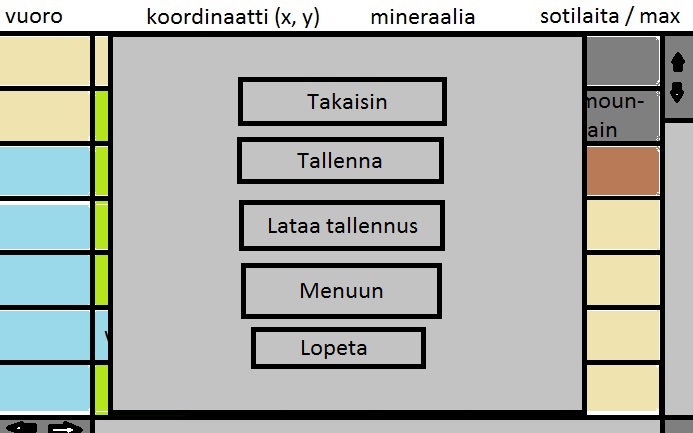 vuoro koordinaatti (x, y) mineraalia sotilaita / max
Takaisin
moun-
ain
Tallenna
Lataa tallennus
Menuun
Lopeta